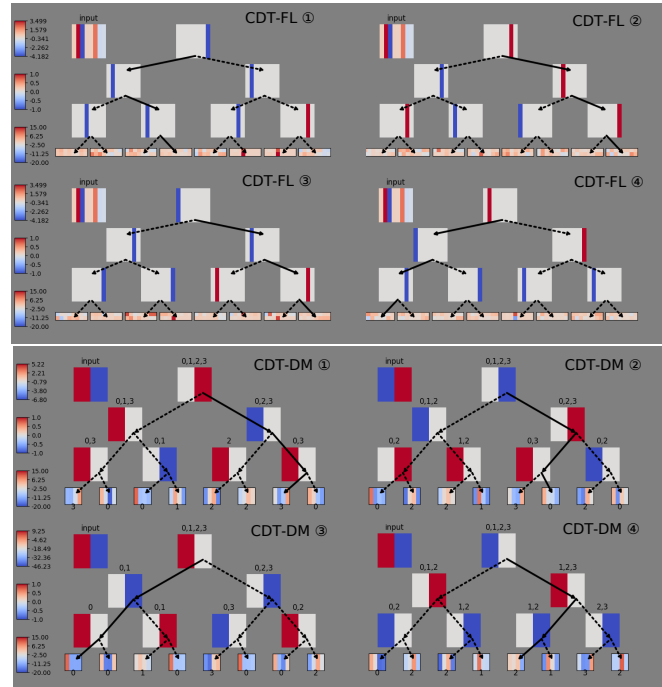 CDT-FL ①
CDT-FL ②
input
input
3.499
1.579
-0.341
-2.262
-4.182
1.0
0.5
0.0
-0.5
-1.0
15.00
6.25
-2.50
-11.25
-20.00
CDT-FL ③
CDT-FL ④
input
input
3.499
1.579
-0.341
-2.262
-4.182
1.0
0.5
0.0
-0.5
-1.0
15.00
6.25
-2.50
-11.25
-20.00
CDT-DM ①
CDT-DM ②
input 0,1,2,3
input 0,1,2,3
5.22
2.21
-0.79
-3.80
-6.80
0,1,3 0,2,3
0,1,2 0,2,3
1.0
0.5
0.0
-0.5
-1.0
0,3 0,1 2 0,3
0,2 1,2 0,3 0,2
15.00
6.25
-2.50
-11.25
-20.00
3 0 0 1 2 2 3 0
0 2 2 1 3 0 2 0
CDT-DM ③
CDT-DM ④
input 0,1,2,3
input 0,1,2,3
9.25
-4.62
-18.49
-32.36
-46.23
0,1 0,2,3
0,1,2 1,2,3
1.0
0.5
0.0
-0.5
-1.0
0 0,1 0,3 0,2
0,2 1,2 1,2 2,3
15.00
6.25
-2.50
-11.25
-20.00
0 0 1 0 3 0 0 2
0 2 2 1 2 1 3 2